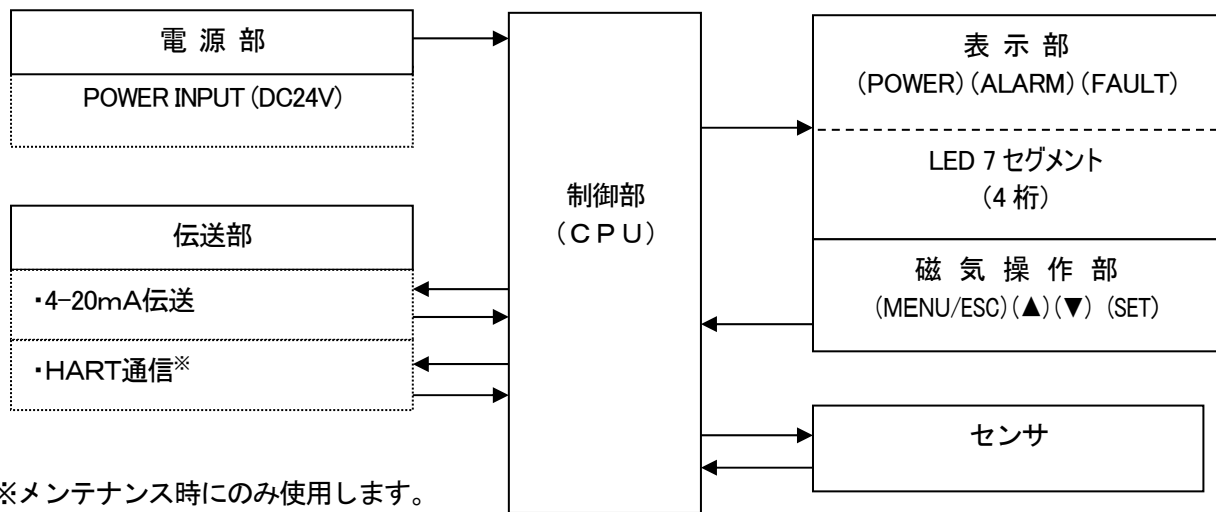 電 源 部
POWER INPUT (DC24V)
伝送部
・4-20mA伝送
・HART通信※
※メンテナンス時にのみ使用します。
制御部
(CPU)
表 示 部
(POWER)(ALARM)(FAULT)
LED 7 セグメント
(4 桁)
磁 気 操 作 部
(MENU/ESC)(▲)(▼) (SET)
センサ